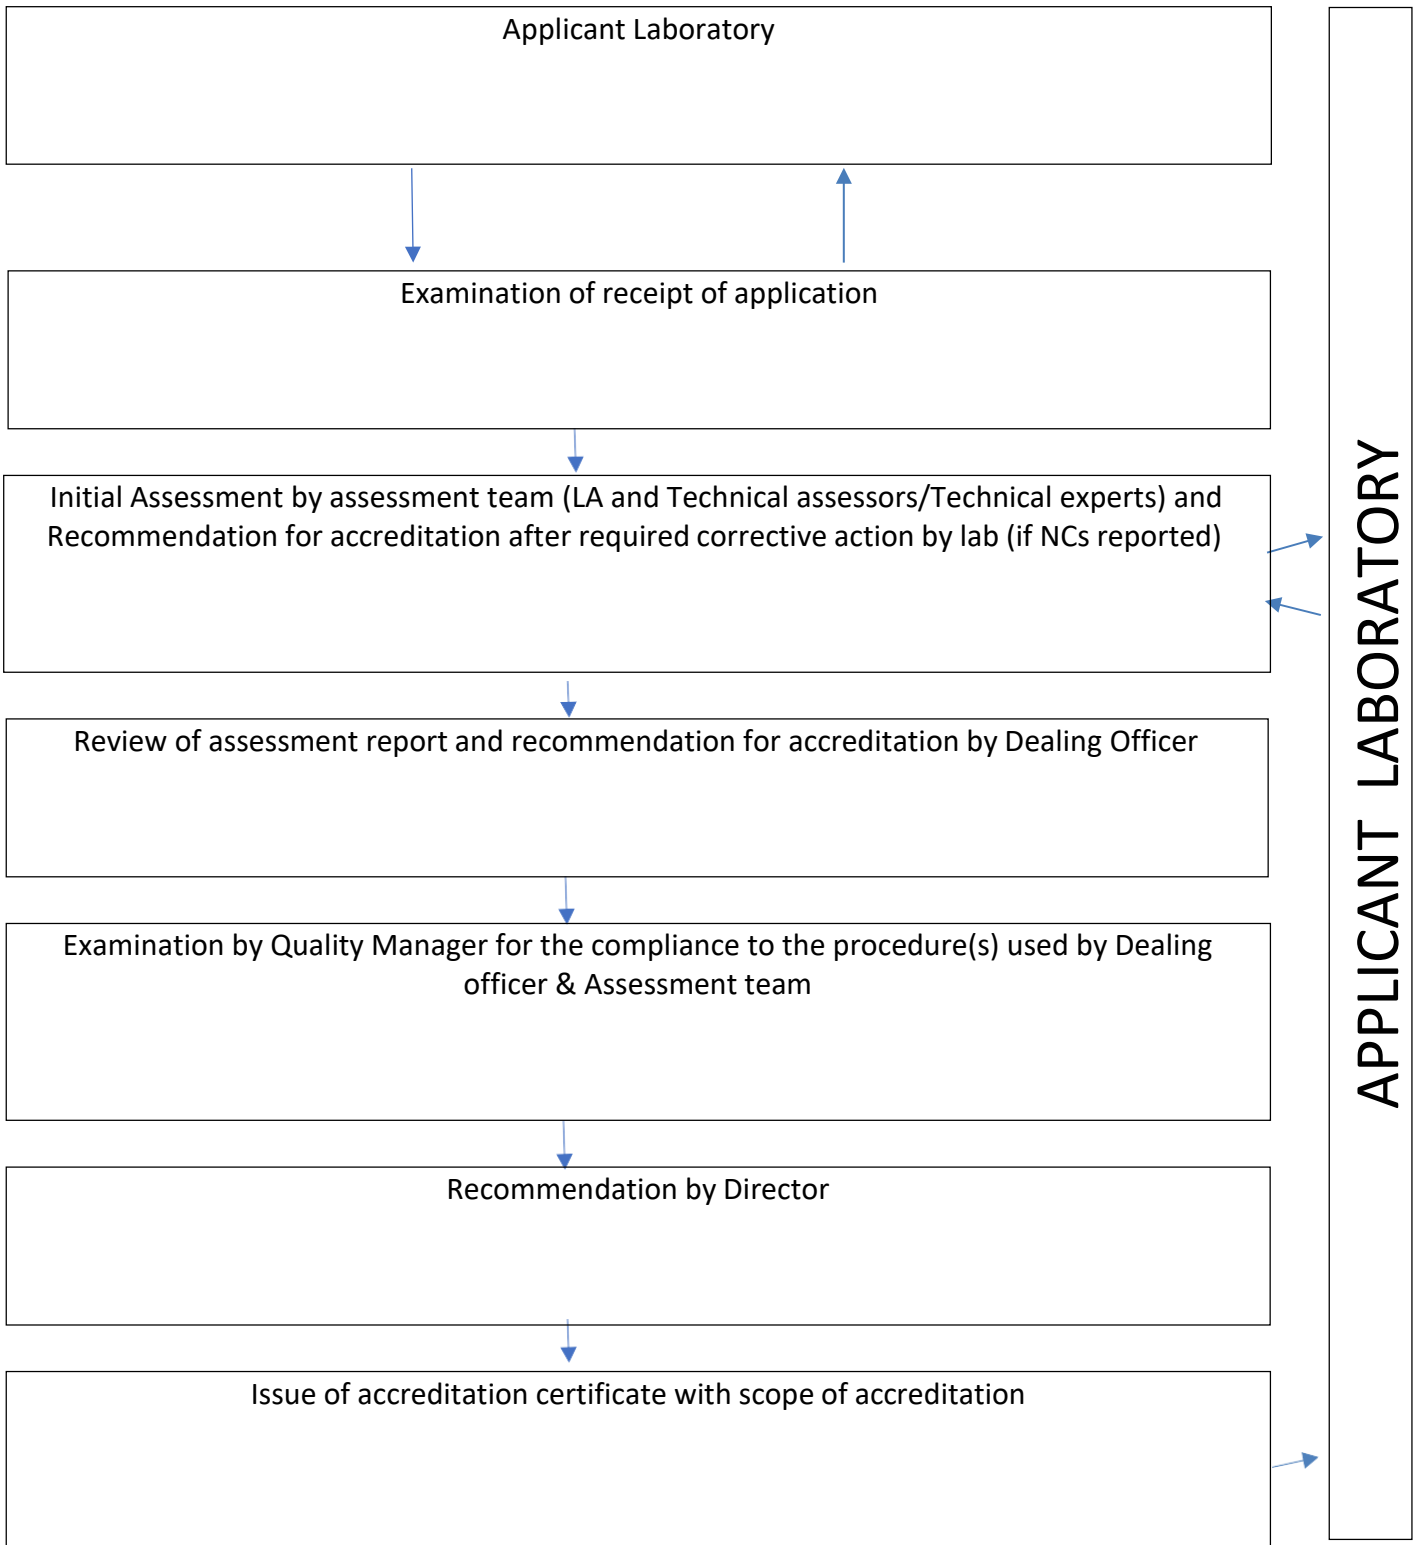 Applicant Laboratory
Examination of receipt of application
Initial Assessment by assessment team (LA and Technical assessors/Technical experts) and
Recommendation for accreditation after required corrective action by lab (if NCs reported)
Review of assessment report and recommendation for accreditation by Dealing Officer
Examination by Quality Manager for the compliance to the procedure(s) used by Dealing
officer & Assessment team
Recommendation by Director
Issue of accreditation certificate with scope of accreditation
APPLICANT LABORATORY